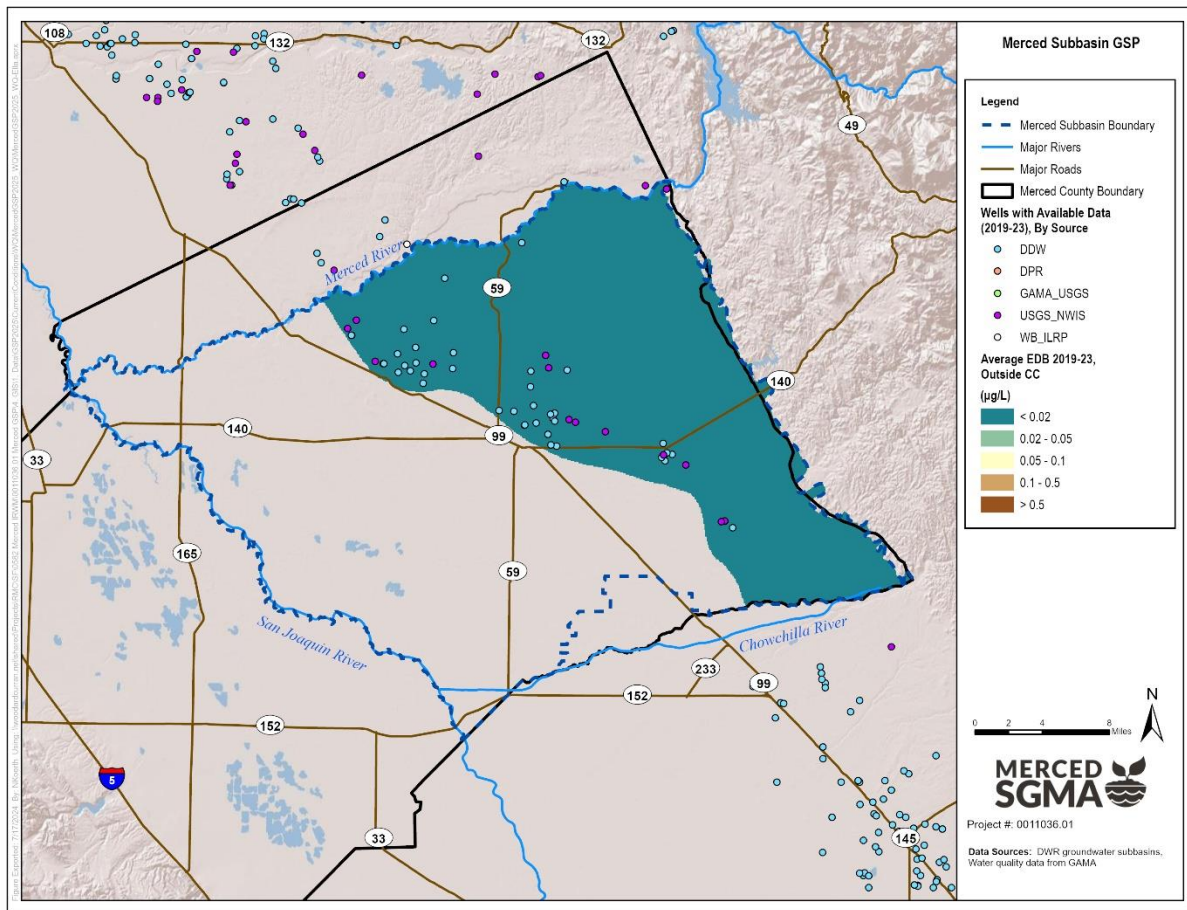 Merced Subbasin GSP
Legend
Merced Subbasin Boundary
Major Rivers
Major Roads
Merced County Boundary
Wells with Available Data
(2019-23), By Source
DDW
DPR
GAMA_USGS
USGS_NWIS
WB_ILRP
Average EDB 2019-23,
Outside CC
(µg/L)
< 0.02
0.02 - 0.05
0.05 - 0.1
0.1 - 0.5
> 0.5
N
0 2 4 8
Miles
MERCED
SGMA
Project #: 0011036.01
Data Sources: DWR groundwater subbasins,
Water quality data from GAMA
108
132
132
49
Merced River
59
140
140
99
33
165
59
San Joaquin River
Chowchilla River
233
99
152
152
5
33
145